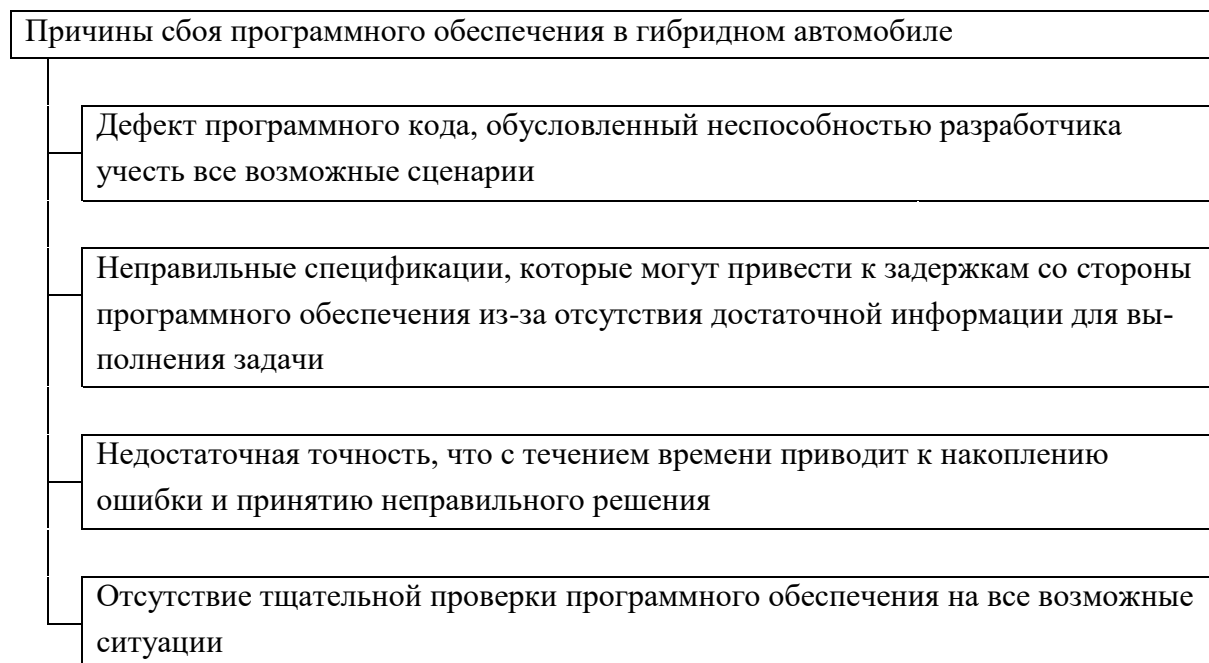 Причины сбоя программного обеспечения в гибридном автомобиле
Дефект программного кода, обусловленный неспособностью разработчика
учесть все возможные сценарии
Неправильные спецификации, которые могут привести к задержкам со стороны
программного обеспечения из-за отсутствия достаточной информации для вы-
полнения задачи
Недостаточная точность, что с течением времени приводит к накоплению
ошибки и принятию неправильного решения
Отсутствие тщательной проверки программного обеспечения на все возможные
ситуации